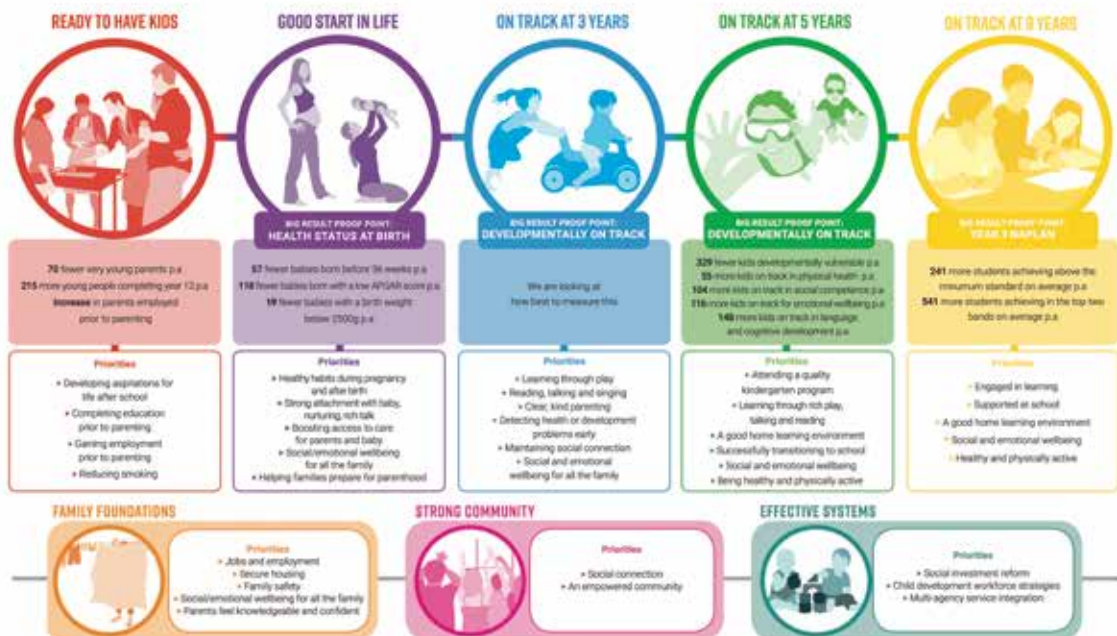 READY TO HAVE KIDS
70 fewer very young parents p.a
215 more young people completing year 12 p.a
Increase in parents employed
prior to parenting
Priorities
• Developing aspirations for
life after school
• Completing education
prior to parenting
• Gaining employment
prior to parenting
• Reducing smoking
GOOD START IN LIFE
BIG RESULT PROOF POINT:
HEALTH STATUS AT BIRTH
57 fewer babies born before 36 weeks p.a
118 fewer babies born with a low APGAR score p.a
19 fewer babies with a birth weight
below 2500g p.a
Priorities
• Healthy habits during pregnancy
and after birth
• Strong attachment with baby,
nurturing, rich talk
• Boosting access to care
for parents and baby
• Social/emotional wellbeing
for all the family
• Helping families prepare for parenthood
ON TRACK AT 3 YEARS
BIG RESULT PROOF POINT:
DEVELOPMENTALLY ON TRACK
We are looking at
how best to measure this.
Priorities
• Learning through play
• Reading, talking and singing
• Clear, kind parenting
• Detecting health or development
problems early
• Maintaining social connection
• Social and emotional
wellbeing for all the family
ON TRACK AT 5 YEARS
BIG RESULT PROOF POINT:
DEVELOPMENTALLY ON TRACK
329 fewer kids developmentally vulnerable p.a
55 more kids on track in physical health p.a
104 more kids on track in social competence p.a
116 more kids on track for emotional wellbeing p.a
148 more kids on track in language
and cognitive development p.a
Priorities
• Attending a quality
kindergarten program
• Learning through rich play,
talking and reading
• A good home learning environment
• Successfully transitioning to school
• Social and emotional wellbeing
• Being healthy and physically active
ON TRACK AT 9 YEARS
BIG RESULT PROOF POINT
YEAR 3 NAPLAN
241 more students achieving above the
minumum standard on average p.a
541 more students achieving in the top two
bands on average p.a
Priorities
• Engaged in learning
• Supported at school
• A good home learning environment
• Social and emotional wellbeing
• Healthy and physically active
FAMILY FOUNDATIONS
Priorities
• Jobs and employment
• Secure housing
• Family safety
• Social/emotional wellbeing for all the family
• Parents feel knowledgeable and confident
STRONG COMMUNITY
Priorities
• Social connection
• An empowered community
EFFECTIVE SYSTEMS
Priorities
• Social investment reform
• Child development workforce strategies
• Multi-agency service integration